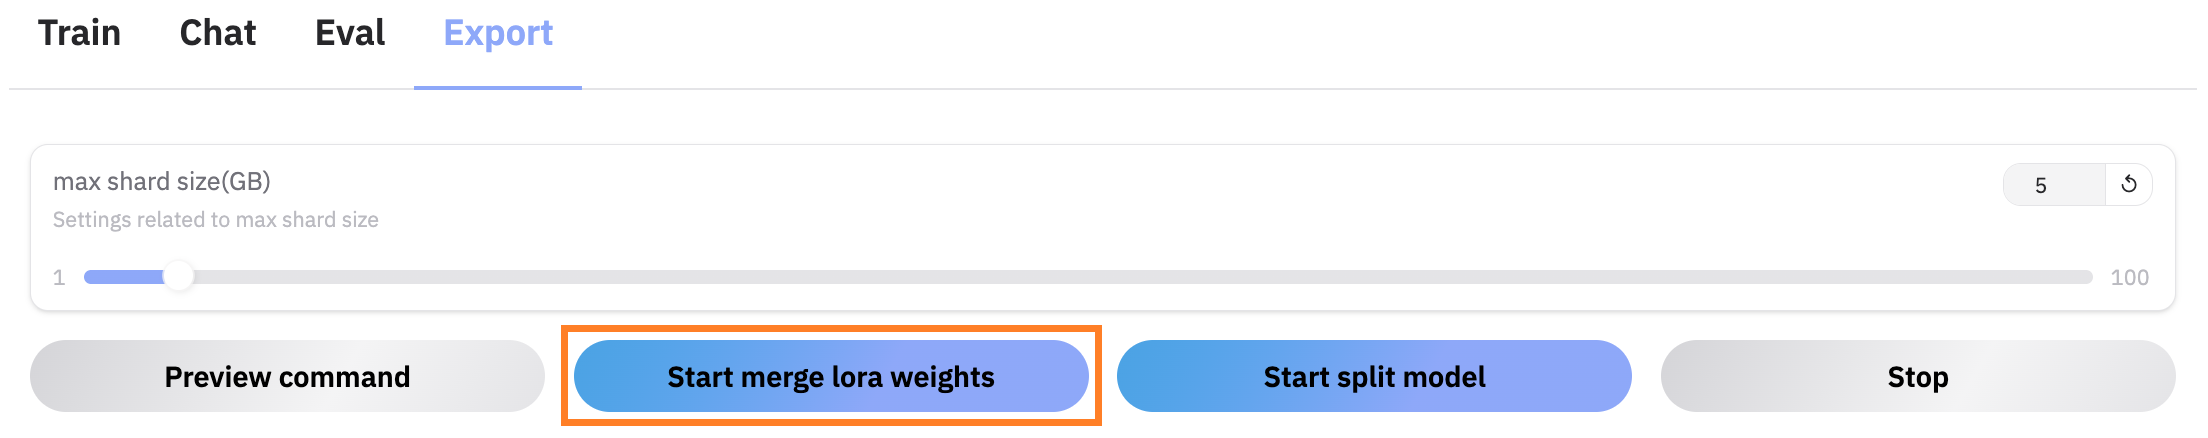 Train Chat Eval Export
max shard size(GB)
5
Settings related to max shard size
1 100
Preview command Start merge lora weights Start split model Stop